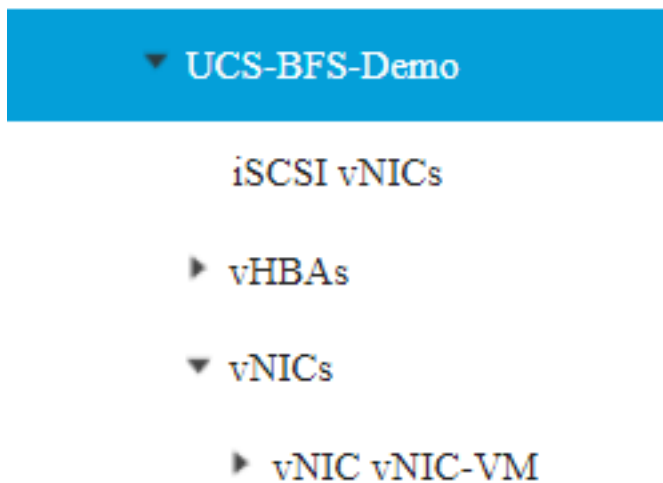 UCS-BFS-Demo
iSCSI vNICs
vHBAs
vNICs
vNIC vNIC-VM